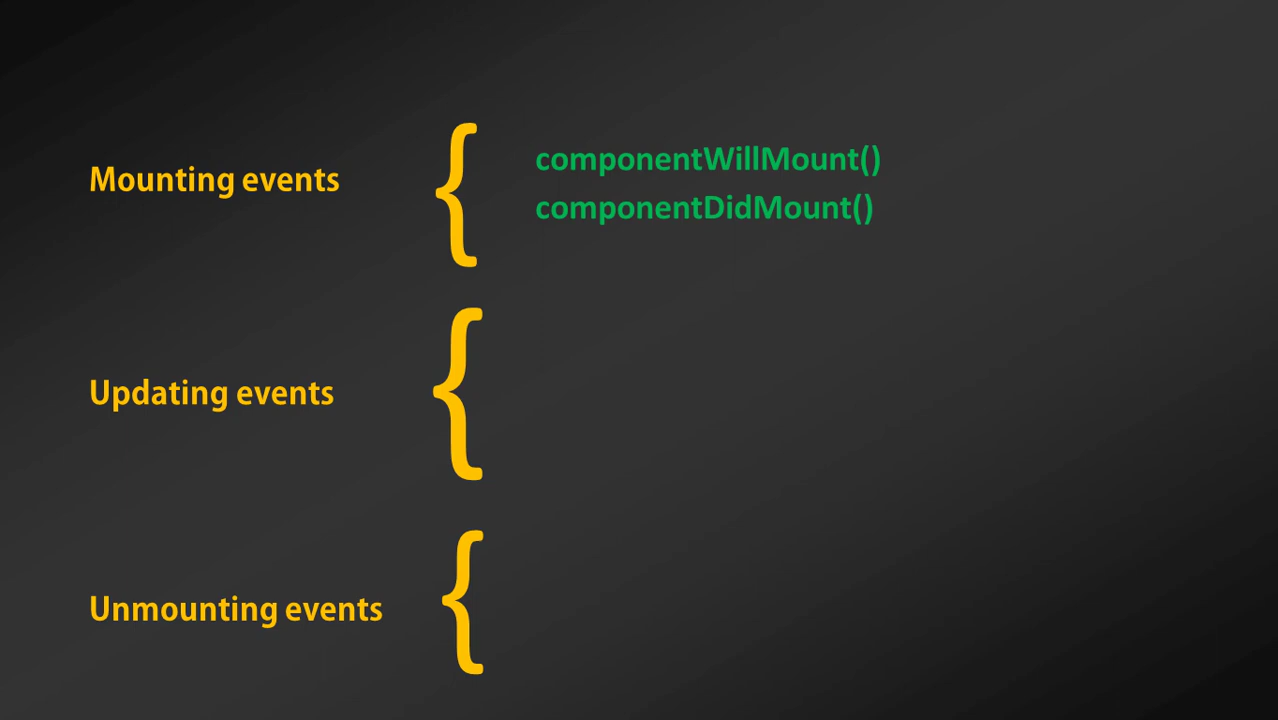 Mounting events
{
componentWillMount()
componentDidMount()
Updating events
{
Unmounting events
{